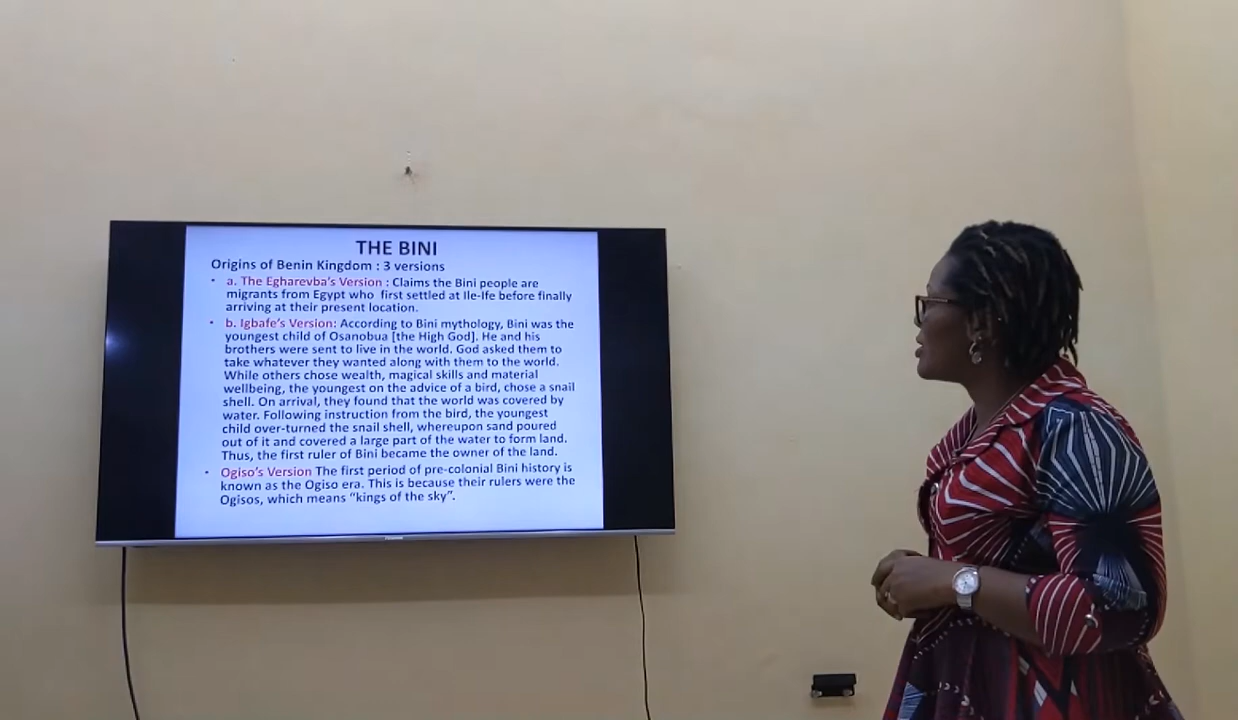 THE BINI
Origins of Benin Kingdom : 3 versions
• a. The Egharevba's Version : Claims the Bini people are
migrants from Egypt who first settled at Ile-Ife before finally
arriving at their present location.
• b. Igbafe's Version: According to Bini mythology, Bini was the
youngest child of Osanobua [the High God]. He and his
brothers were sent to live in the world. God asked them to
take whatever they wanted along with them to the world.
While others chose wealth, magical skills and material
wellbeing, the youngest on the advice of a bird, chose a snail
shell. On arrival, they found that the world was covered by
water. Following instruction from the bird, the youngest
child over-turned the snail shell, whereupon sand poured
out of it and covered a large part of the water to form land.
Thus, the first ruler of Bini became the owner of the land.
• Ogiso's Version The first period of pre-colonial Bini history is
known as the Ogiso era. This is because their rulers were the
Ogisos, which means "kings of the sky".